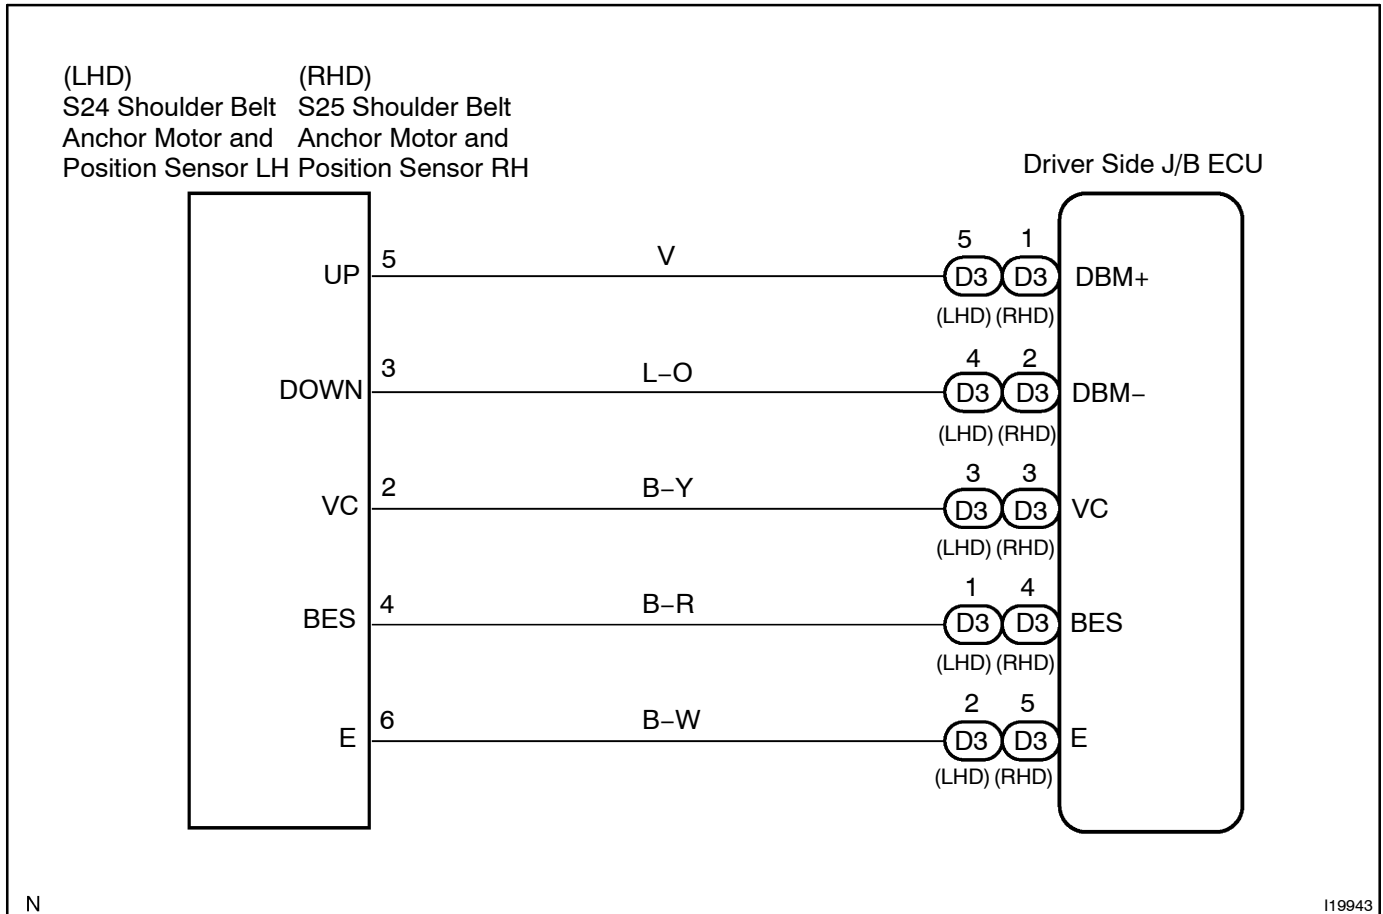 (LHD) (RHD)
S24 Shoulder Belt S25 Shoulder Belt
Anchor Motor and Anchor Motor and
Position Sensor LH Position Sensor RH
Driver Side J/B ECU
5 V 5 1
UP D3 D3 DBM+
(LHD) (RHD)
3 L−O 4 2
DOWN D3 D3 DBM−
(LHD) (RHD)
2 B−Y 3 3
VC D3 D3 VC
(LHD) (RHD)
4 B−R 1 4
BES D3 D3 BES
(LHD) (RHD)
6 B−W 2 5
E D3 D3 E
(LHD) (RHD)
N I19943